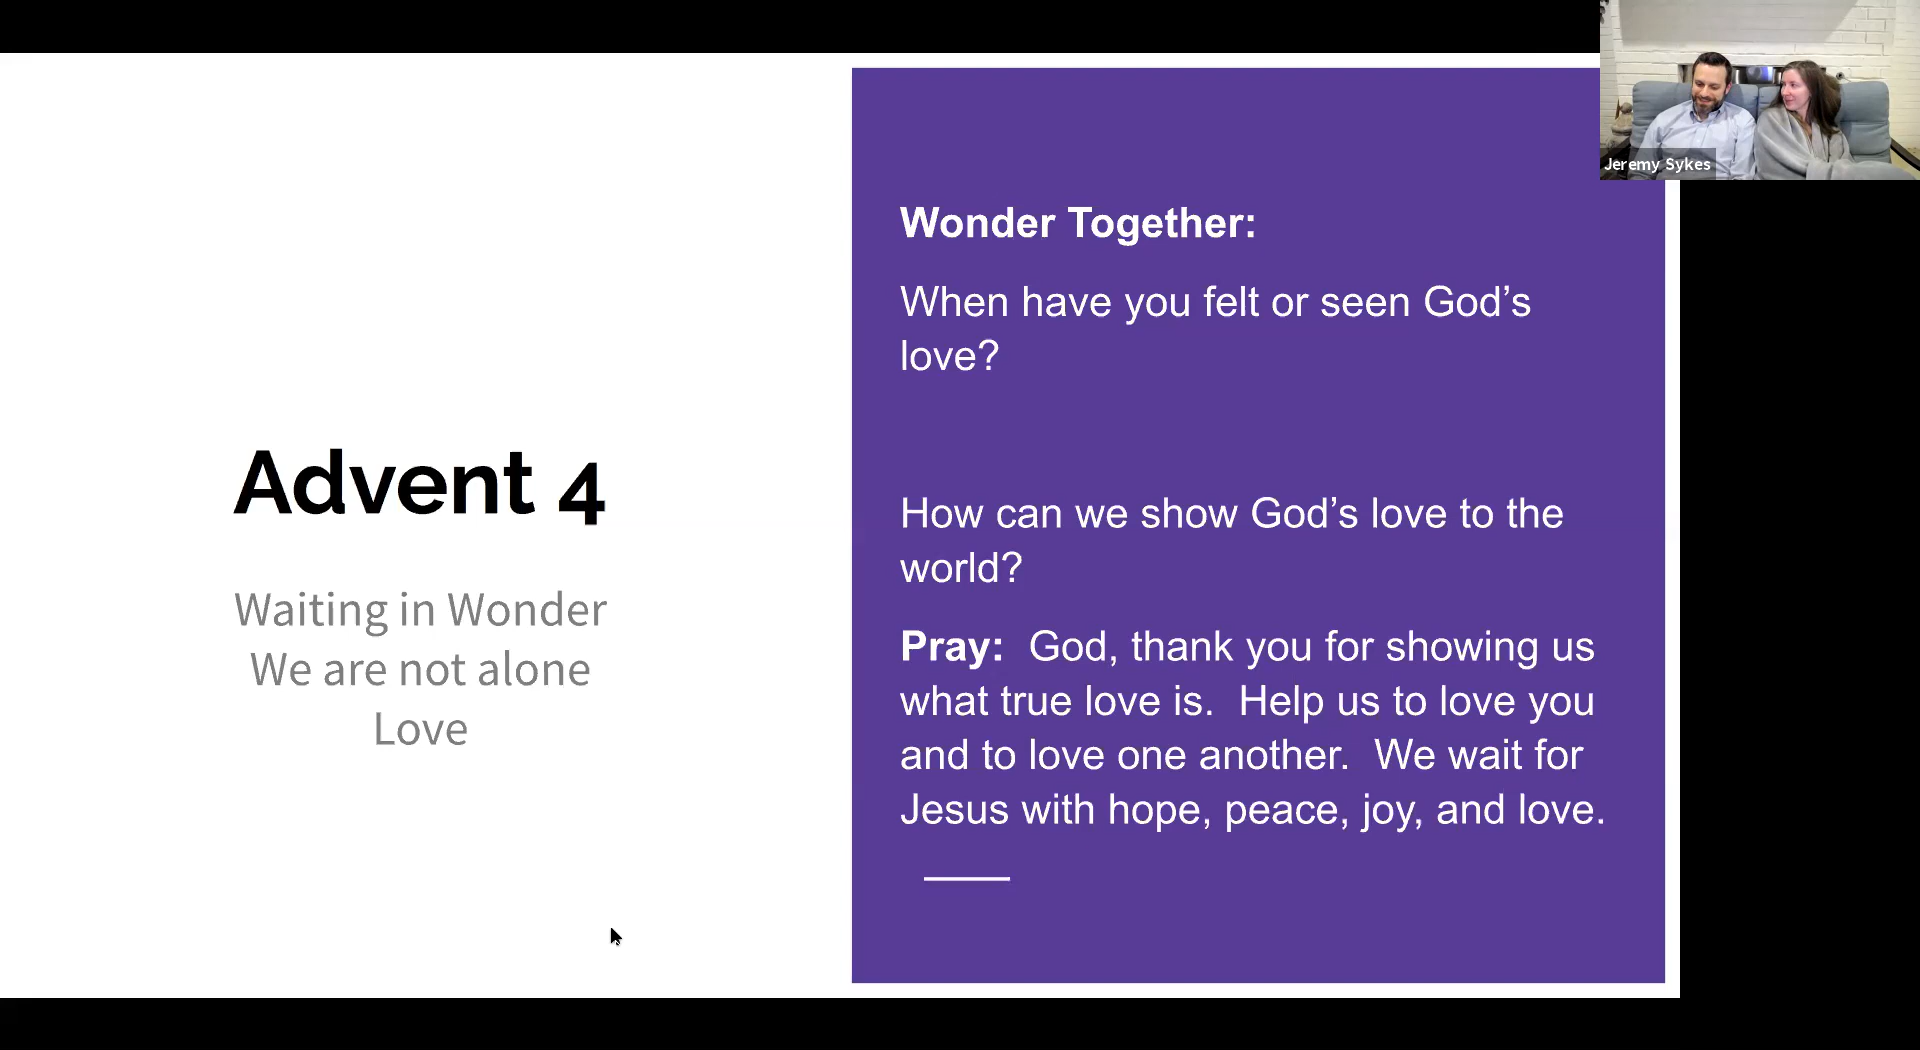 Advent 4
Waiting in Wonder
We are not alone
Love
Wonder Together:
When have you felt or seen God’s
love?
How can we show God’s love to the
world?
Pray:  God, thank you for showing us
what true love is.  Help us to love you
and to love one another.  We wait for
Jesus with hope, peace, joy, and love.
Jeremy Sykes